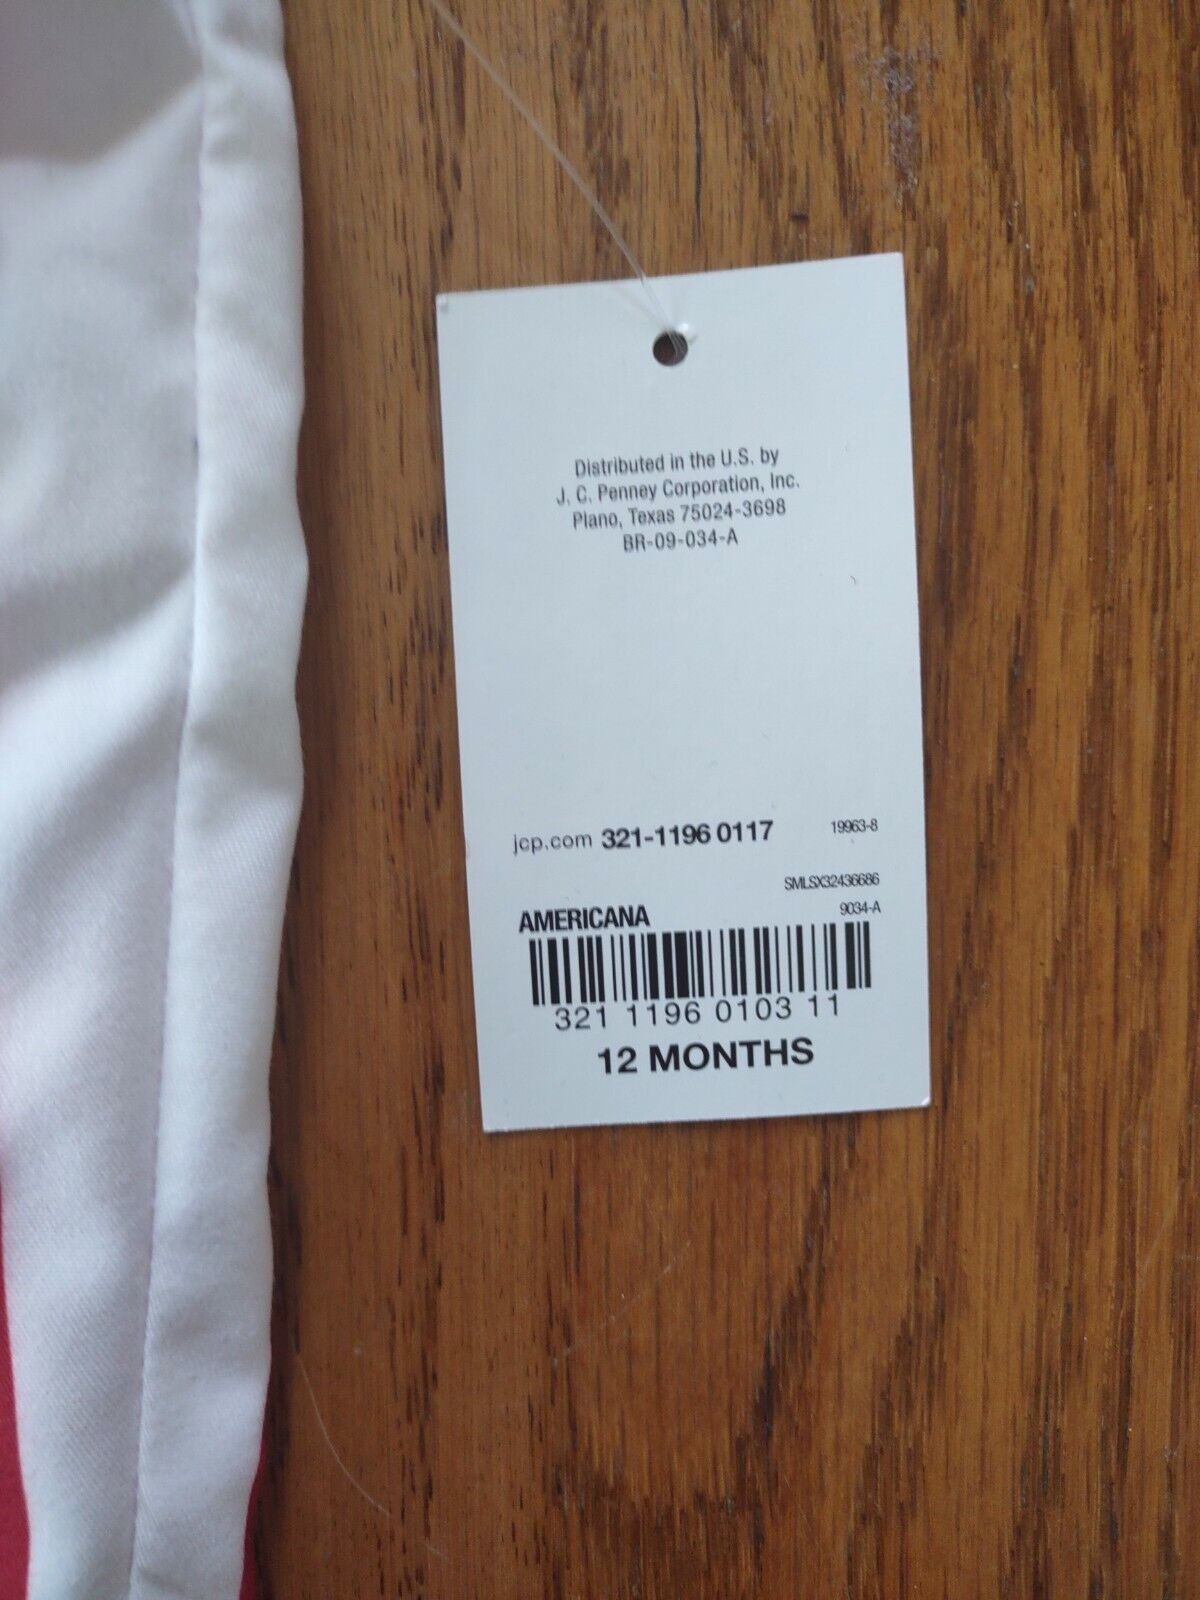 Distributed in the U.S. by
J. C. Penney Corporation, Inc.
Plano, Texas 75024-3698
BR-09-034-A
jcp.com 321-1196 0117 19963-8
SMLSX32436686
AMERICANA 9034-A
321 1196 0103 11
12 MONTHS